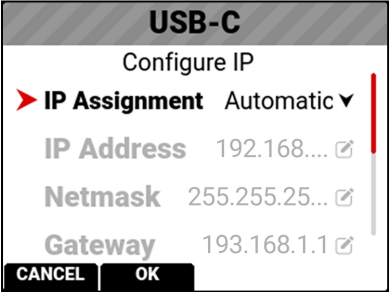 USB-C
Configure IP
IP Assignment Automatic
IP Address 192.168....
Netmask 255.255.25...
Gateway 193.168.1.1
CANCEL OK